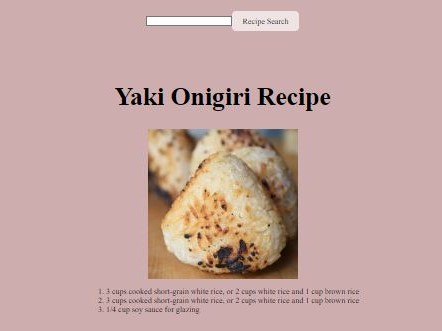 Recipe Search
Yaki Onigiri Recipe
1. 3 cups cooked short-grain white rice, or 2 cups white rice and 1 cup brown rice
2. 3 cups cooked short-grain white rice, or 2 cups white rice and 1 cup brown rice
3. 1/4 cup soy sauce for glazing